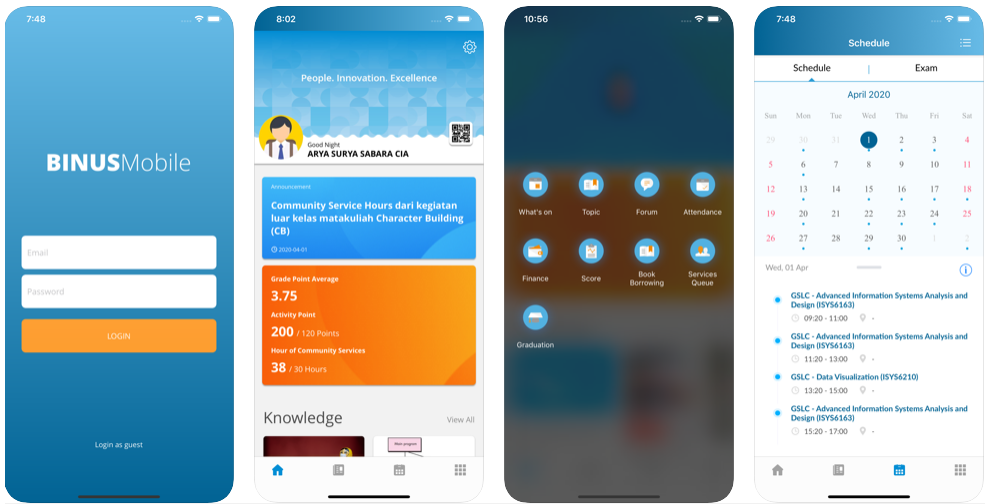 7:48
BINUSMobile
Email
Password
LOGIN
Login as guest
8:02
People. Innovation. Excellence
Good Night
ARYA SURYA SABARA CIA
Announcement
Community Service Hours dari kegiatan
luar kelas matakuliah Character Building
(CB)
2020-04-01
Grade Point Average
3.75
Activity Point
200 / 120 Points
Hour of Community Services
38 / 30 Hours
Knowledge
View All
Meet program
10:56
What's on
Topic
Forum
Attendance
Finance
Score
Book
Borrowing
Services
Queue
Graduation
7:48
Schedule
Schedule | Exam
April 2020
Sun Mon Tue Wed Thu Fri Sat
29 30 31 1 2 3 4
5 6 7 8 9 10 11
12 13 14 15 16 17 18
19 20 21 22 23 24 25
26 27 28 29 30 1 2
Wed, 01 Apr
GSLC - Advanced Information Systems Analysis and
Design (ISYS6163)
09:20 - 11:00 -
GSLC - Advanced Information Systems Analysis and
Design (ISYS6163)
11:20 - 13:00 -
GSLC - Data Visualization (ISYS6210)
13:20 - 15:00 -
GSLC - Advanced Information Systems Analysis and
Design (ISYS6163)
15:20 - 17:00 -